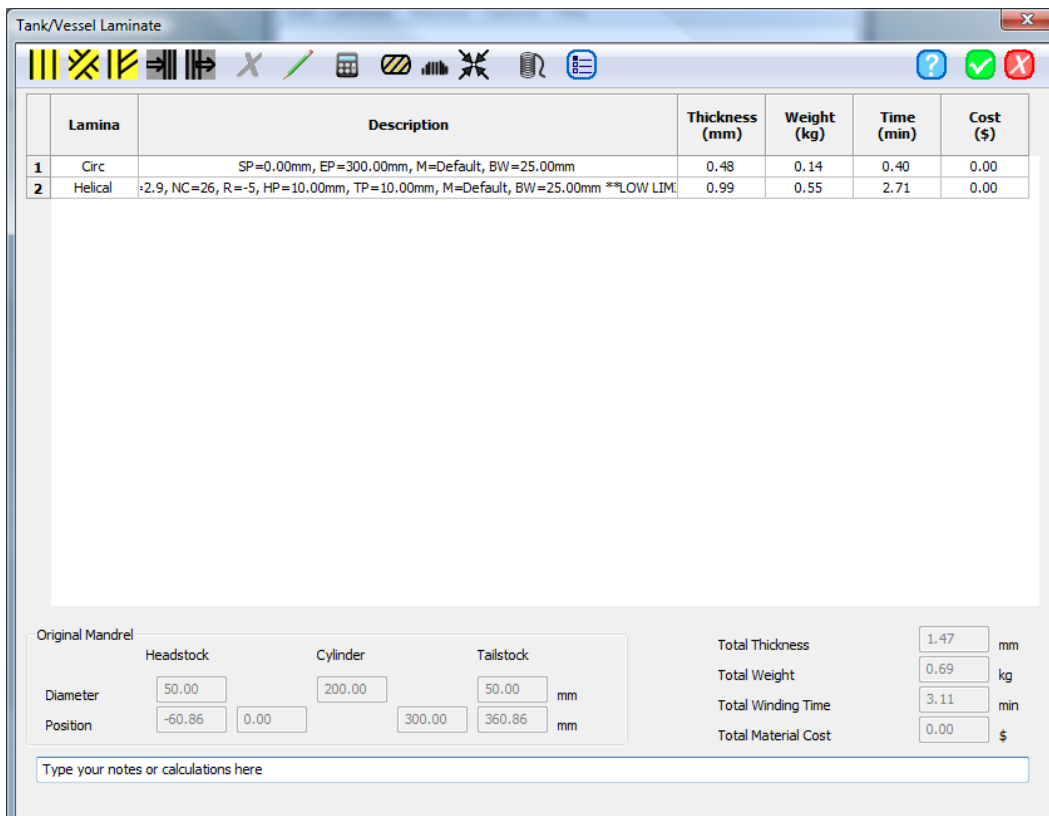 Tank/Vessel Laminate
Lamina Description Thickness (mm) Weight (kg) Time (min) Cost ($)
1 Circ SP=0.00mm, EP=300.00mm, M=Default, BW=25.00mm 0.48 0.14 0.40 0.00
2 Helical =2.9, NC=26, R=-5, HP=10.00mm, TP=10.00mm, M=Default, BW=25.00mm **LOW LIMI 0.99 0.55 2.71 0.00
Original Mandrel
Headstock Cylinder Tailstock
Diameter 50.00 200.00 50.00 mm
Position -60.86 0.00 300.00 360.86 mm
Total Thickness 1.47 mm
Total Weight 0.69 kg
Total Winding Time 3.11 min
Total Material Cost 0.00 $
Type your notes or calculations here